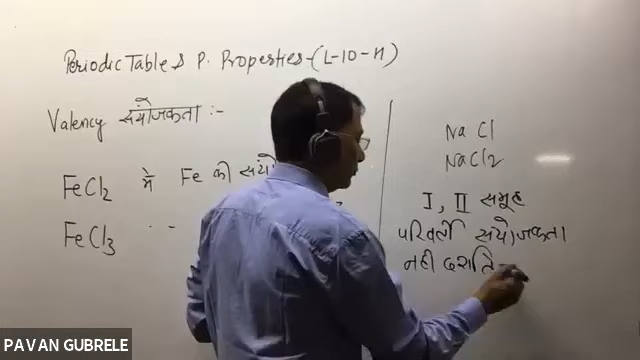 Periodic Table & P. Properties-(L-10-H)
Valency संयोजकता :-
FeCl2 मे Fe की संयो
FeCl3 " "
NaCl
NaCl2
I, II समूह
परिवर्ती संयोजकता
नही दर्शाते
PAVAN GUBRELE